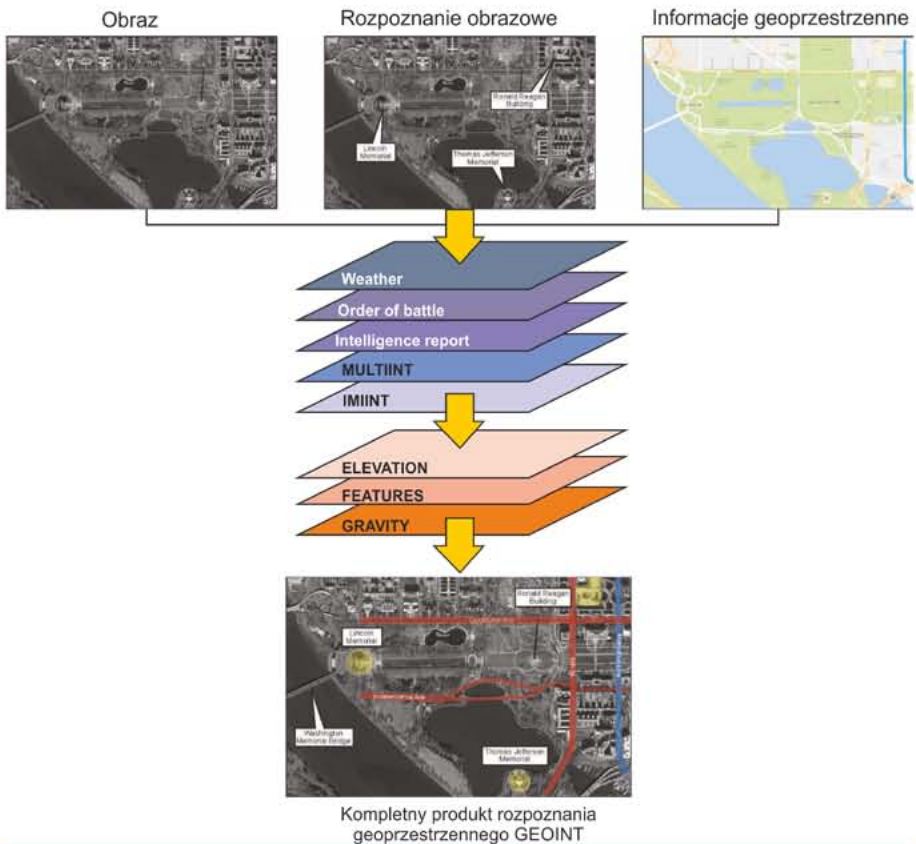 Obraz
Rozpoznanie obrazowe
Informacje geoprzestrzenne
Ronald Reagan
Building
Lincoln
Memorial
Thomas Jefferson
Memorial
Weather
Order of battle
Intelligence report
MULTIINT
IMIINT
ELEVATION
FEATURES
GRAVITY
Ronald Reagan
Building
Lincoln
Memorial
Washington
Memorial Bridge
Thomas Jefferson
Memorial
Kompletny produkt rozpoznania
geoprzestrzennego GEOINT